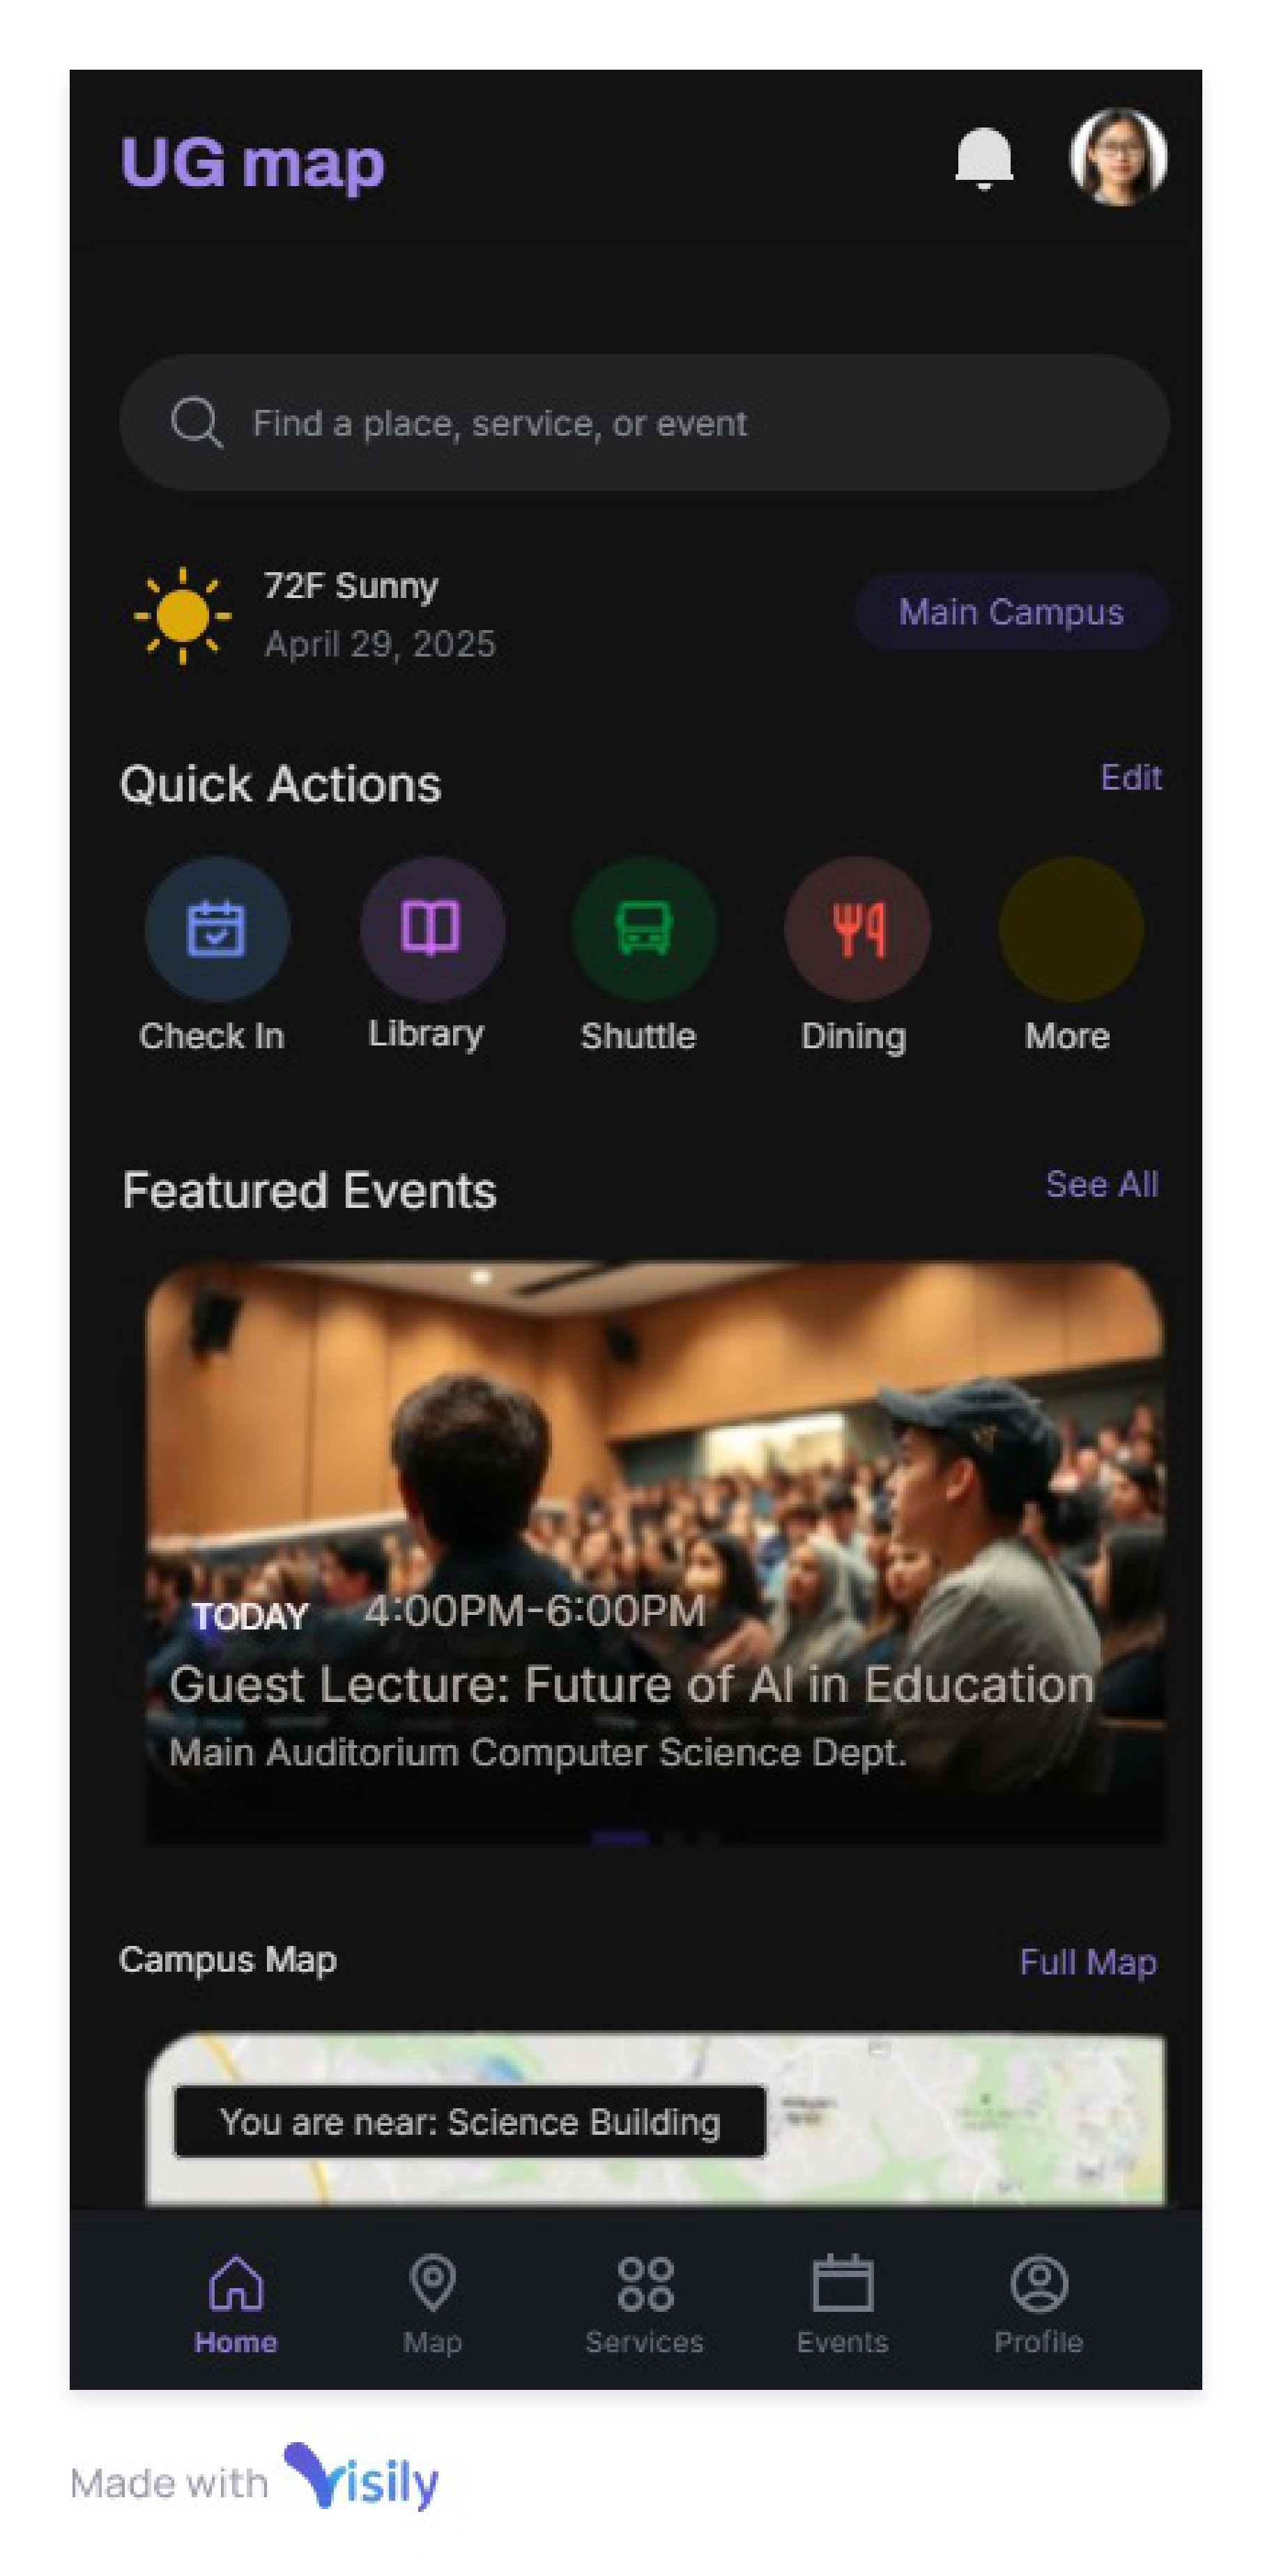 UG map
Find a place, service, or event
72F Sunny
April 29, 2025
Main Campus
Quick Actions
Edit
Check In
Library
Shuttle
Dining
More
Featured Events
See All
TODAY 4:00PM-6:00PM
Guest Lecture: Future of AI in Education
Main Auditorium Computer Science Dept.
Campus Map
Full Map
You are near: Science Building
Home
Map
Services
Events
Profile
Made with Visily